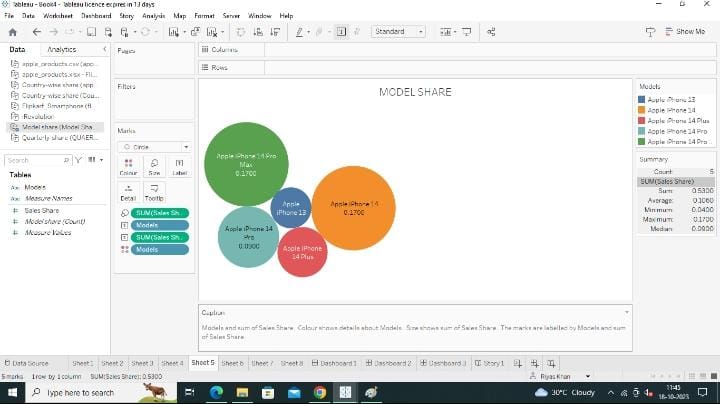 Tableau - Book4 - Tableau licence expires in 13 days
File Data Worksheet Dashboard Story Analysis Map Format Server Window Help
Standard
Show Me
Data Analytics
Pages
Columns
Rows
apple_products.csv (app...
apple_products.xlsx - Fli...
Country-wise share (app...
Country-wise share (Cou...
Flipkart_Smartphone (fl...
iRevolution
Model share (Model Sha...
Quarterly-share (QUAER...
Search
Tables
Abc Models
Abc Measure Names
# Sales Share
# Model share (Count)
# Measure Values
Filters
Marks
Circle
Colour Size Label
Detail Tooltip
SUM(Sales Sh..
Models
SUM(Sales Sh..
Models
MODEL SHARE
Apple iPhone 14 Pro
Max
0.1700
Apple
iPhone 13
Apple iPhone 14
0.1700
Apple iPhone 14
Pro
0.0900
Apple iPhone
14 Plus
Models
Apple iPhone 13
Apple iPhone 14
Apple iPhone 14 Plus
Apple iPhone 14 Pro
Apple iPhone 14 Pro ...
Summary
Count: 5
SUM(Sales Share)
Sum: 0.5300
Average: 0.1060
Minimum: 0.0400
Maximum: 0.1700
Median: 0.0900
Caption
Models and sum of Sales Share. Colour shows details about Models. Size shows sum of Sales Share. The marks are labelled by Models and sum
of Sales Share.
Data Source Sheet 1 Sheet 2 Sheet 3 Sheet 4 Sheet 5 Sheet 6 Sheet 7 Sheet 8 Dashboard 1 Dashboard 2 Dashboard 3 Story 1
5 marks 1 row by 1 column SUM(Sales Share): 0.5300
Riyas Khan
Type here to search
30°C Cloudy
11:45
18-10-2023